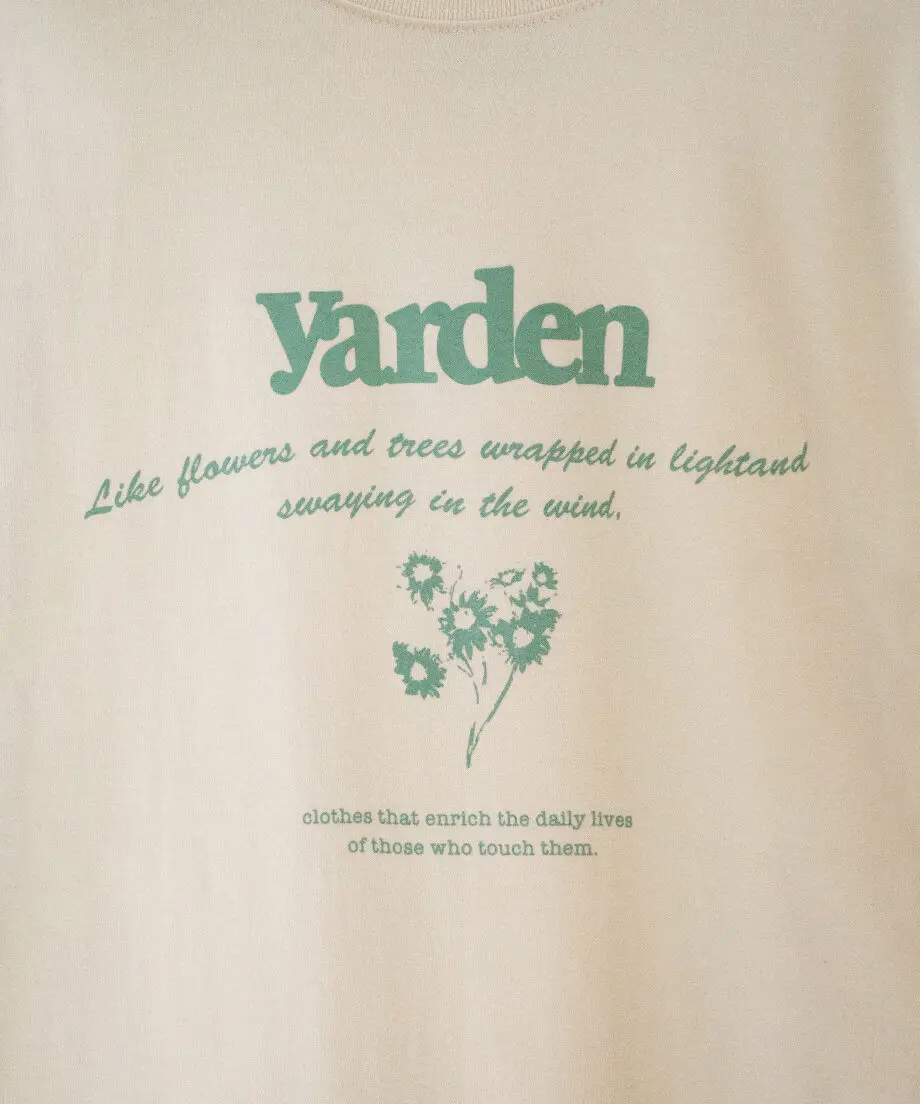 yarden
Like flowers and trees wrapped in lightand
swaying in the wind.
clothes that enrich the daily lives
of those who touch them.